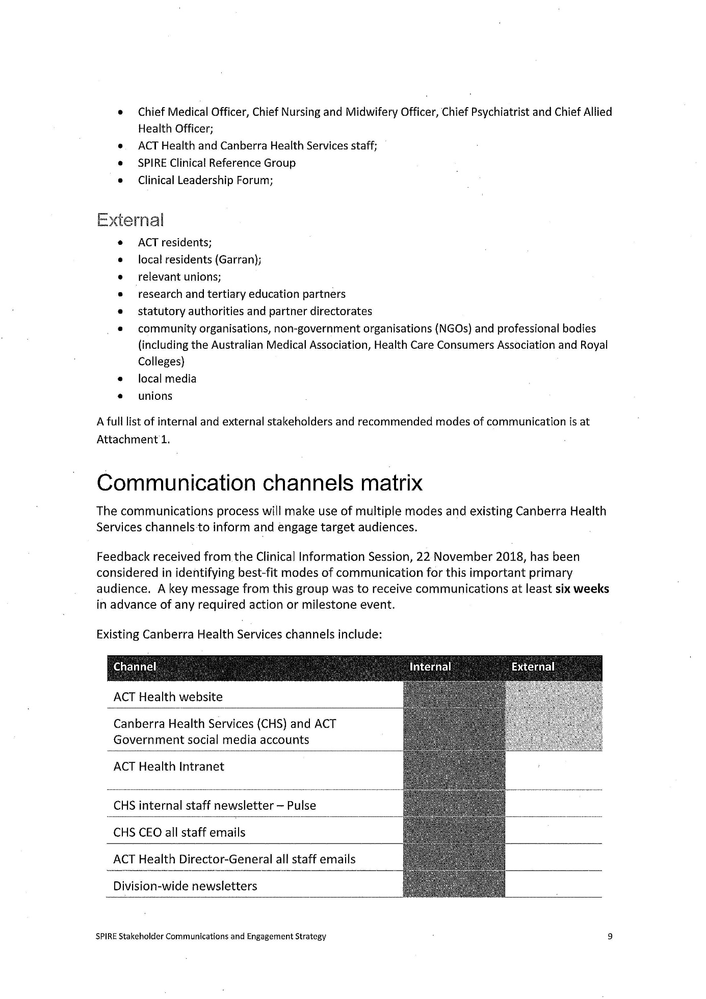 • Chief Medical Officer, Chief Nursing and Midwifery Officer, Chief Psychiatrist and Chief Allied
Health Officer;
• ACT Health and Canberra Health Services staff;
• SPIRE Clinical Reference Group
• Clinical Leadership Forum;
External
• ACT residents;
• local residents (Garran);
• relevant unions;
• research and tertiary education partners
• statutory authorities and partner directorates
• community organisations, non-government organisations (NGOs) and professional bodies
(including the Australian Medical Association, Health Care Consumers Association and Royal
Colleges)
• local media
• unions
A full list of internal and external stakeholders and recommended modes of communication is at
Attachment 1.
Communication channels matrix
The communications process will make use of multiple modes and existing Canberra Health
Services channels to inform and engage target audiences.
Feedback received from the Clinical Information Session, 22 November 2018, has been
considered in identifying best-fit modes of communication for this important primary
audience.  A key message from this group was to receive communications at least six weeks
in advance of any required action or milestone event.
Existing Canberra Health Services channels include:
Channel Internal External
ACT Health website
Canberra Health Services (CHS) and ACT
Government social media accounts
ACT Health Intranet
CHS internal staff newsletter – Pulse
CHS CEO all staff emails
ACT Health Director-General all staff emails
Division-wide newsletters
SPIRE Stakeholder Communications and Engagement Strategy 9